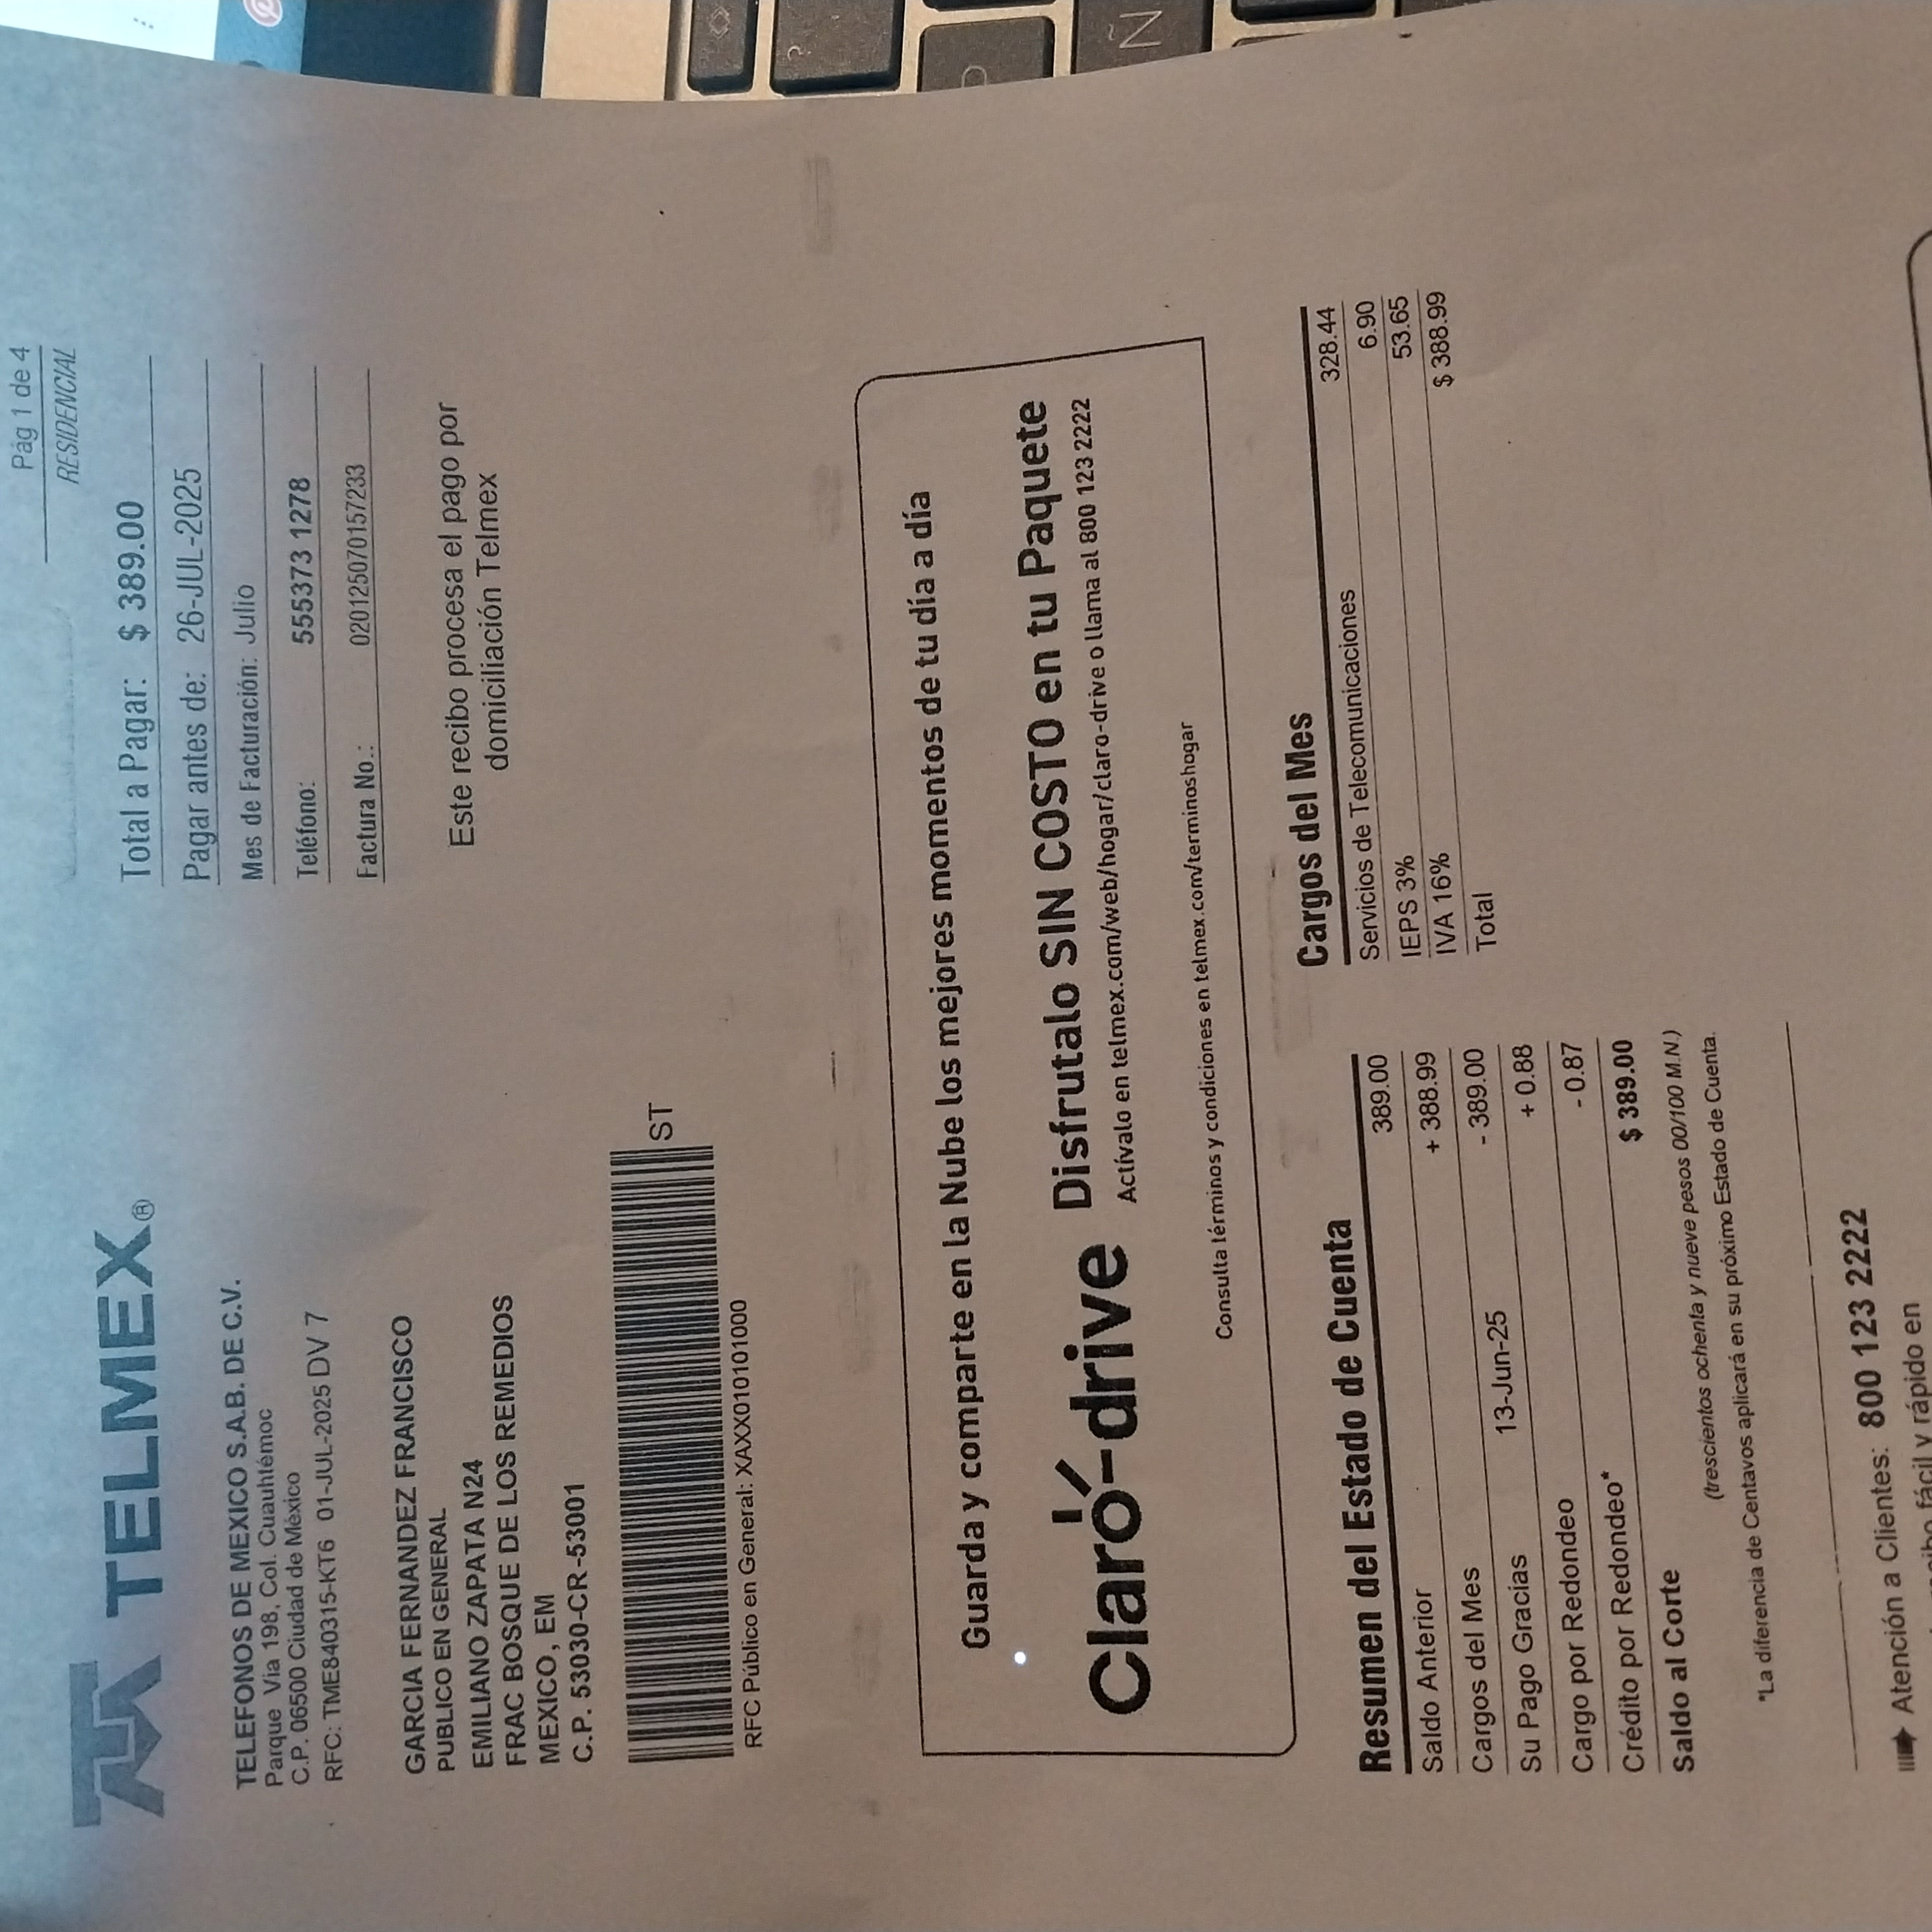 Pág 1 de 4
RESIDENCIAL
TELMEX®
TELEFONOS DE MEXICO S.A.B. DE C.V.
Parque Vía 198, Col. Cuauhtémoc
C.P. 06500 Ciudad de México
RFC: TME840315-KT6 01-JUL-2025 DV 7
Total a Pagar: $ 389.00
Pagar antes de: 26-JUL-2025
Mes de Facturación: Julio
Teléfono: 555373 1278
Factura No.: 020125070157233
GARCIA FERNANDEZ FRANCISCO
PUBLICO EN GENERAL
EMILIANO ZAPATA N24
FRAC BOSQUE DE LOS REMEDIOS
MEXICO, EM
C.P. 53030-CR -53001
Este recibo procesa el pago por
domiciliación Telmex
ST
RFC Público en General: XAXX010101000
Guarda y comparte en la Nube los mejores momentos de tu día a día
Claro-drive Disfrutalo SIN COSTO en tu Paquete
Actívalo en telmex.com/web/hogar/claro-drive o llama al 800 123 2222
Consulta términos y condiciones en telmex.com/terminoshogar
Resumen del Estado de Cuenta
Saldo Anterior 389.00
Cargos del Mes + 388.99
Su Pago Gracias 13-Jun-25 - 389.00
Cargo por Redondeo + 0.88
Crédito por Redondeo* - 0.87
Saldo al Corte $ 389.00
(trescientos ochenta y nueve pesos 00/100 M.N.)
*La diferencia de Centavos aplicará en su próximo Estado de Cuenta.
Cargos del Mes
Servicios de Telecomunicaciones 328.44
IEPS 3% 6.90
IVA 16% 53.65
Total $ 388.99
Atención a Clientes: 800 123 2222
fácil y rápido en
Ñ